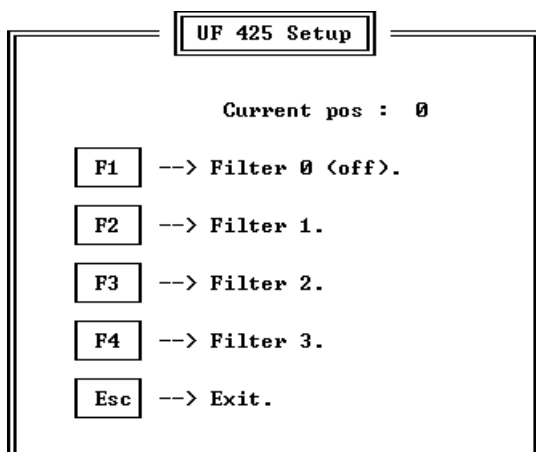 UF 425 Setup
Current pos : 0
F1 --> Filter 0 (off).
F2 --> Filter 1.
F3 --> Filter 2.
F4 --> Filter 3.
Esc --> Exit.